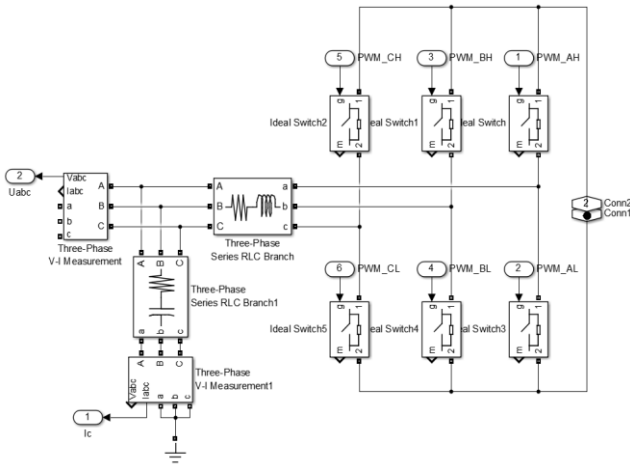 5 PWM_CH
3 PWM_BH
1 PWM_AH
g 1
m 2
Ideal Switch2
g 1
m 2
eal Switch1
g 1
m 2
eal Switch
2
Uabc
Vabc
Iabc
a
b
c
A
B
C
Three-Phase
V-I Measurement
A
B
C
a
b
c
Three-Phase
Series RLC Branch
2
Conn2
Conn1
A B C
a b c
Three-Phase
Series RLC Branch1
6 PWM_CL
4 PWM_BL
2 PWM_AL
g 1
m 2
Ideal Switch5
g 1
m 2
eal Switch4
g 1
m 2
eal Switch3
A B C
Vabc
Iabc
a
b
c
Three-Phase
V-I Measurement1
1
Ic